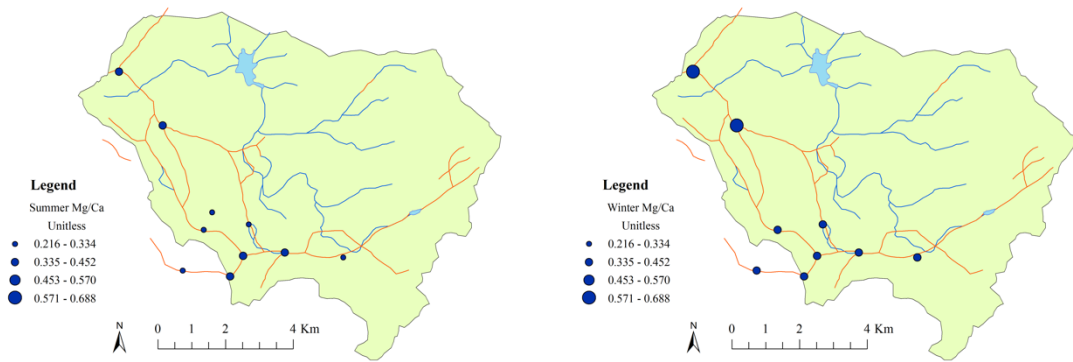 Legend
Summer Mg/Ca
Unitless
0.216 - 0.334
0.335 - 0.452
0.453 - 0.570
0.571 - 0.688
N
0 1 2 4 Km
Legend
Winter Mg/Ca
Unitless
0.216 - 0.334
0.335 - 0.452
0.453 - 0.570
0.571 - 0.688
N
0 1 2 4 Km